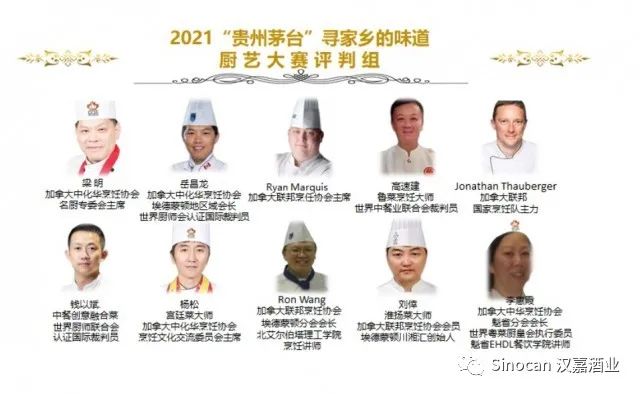 2021“贵州茅台”寻家乡的味道
厨艺大赛评判组
梁明
加拿大中化华烹饪协会
名厨专委会主席
岳昌龙
加拿大中化华烹饪协会
埃德蒙顿地区域会长
世界厨师会认证国际裁判员
Ryan Marquis
加拿大联邦烹任协会主席
高速建
鲁菜烹饪大师
世界中餐业联合会裁判员
Jonathan Thauberger
加拿大联邦
国家烹饪队主力
钱以斌
中餐创意融合菜
世界厨师联合会
认证国际裁判员
杨松
宫廷菜大师
加拿大中化华烹饪协会
烹饪文化交流委员会主席
Ron Wang
加拿大联邦烹饪协会
埃德蒙顿分会会长
北艾伯塔理工学院
烹饪讲师
刘倖
淮扬菜大师
加拿大联邦烹饪协会会员
埃德蒙顿川湘汇创始人
李惠霞
加拿大中华烹饪协会
魁省分会会长
世界粤菜厨皇会执行委员
魁省EHDL餐饮学院讲师
Sinocan 汉嘉酒业